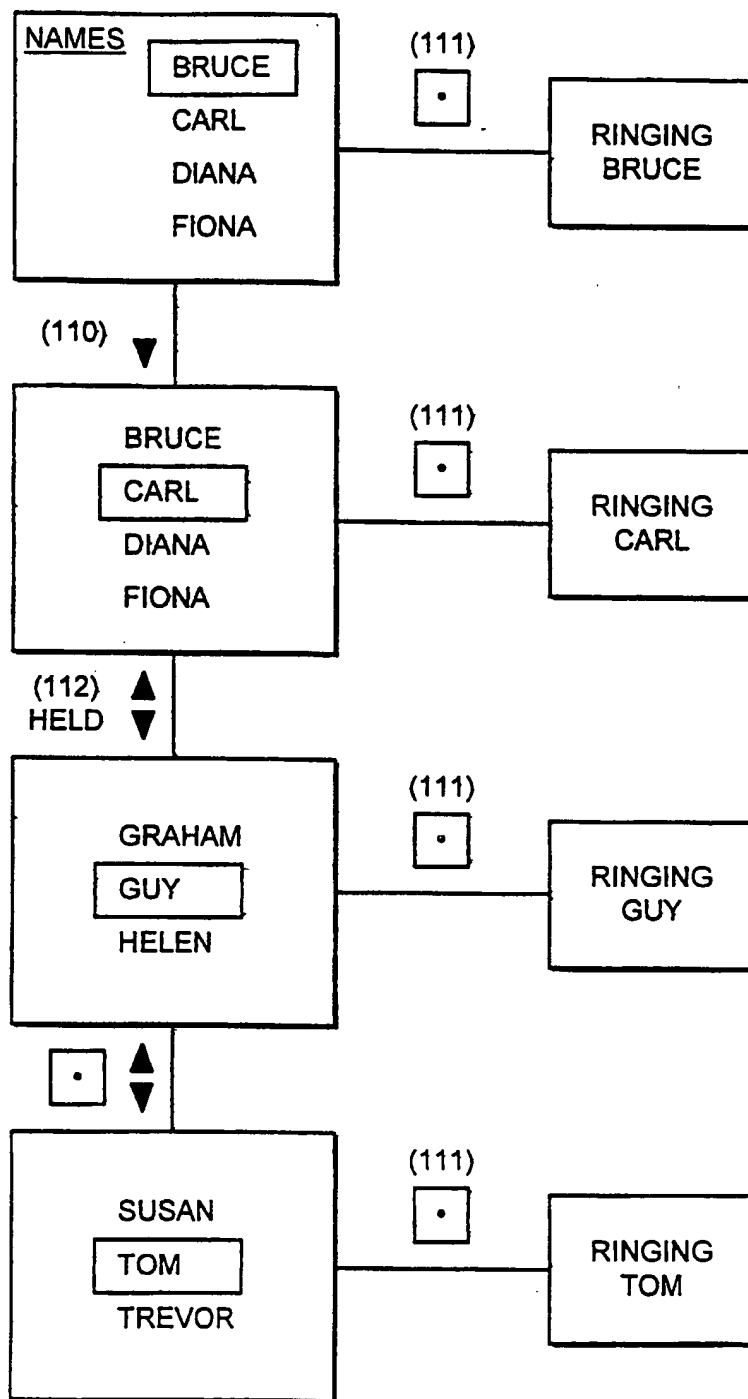 NAMES
BRUCE
CARL
DIANA
FIONA
(111)
RINGING
BRUCE
(110)
BRUCE
CARL
DIANA
FIONA
(111)
RINGING
CARL
(112)
HELD
GRAHAM
GUY
HELEN
(111)
RINGING
GUY
SUSAN
TOM
TREVOR
(111)
RINGING
TOM